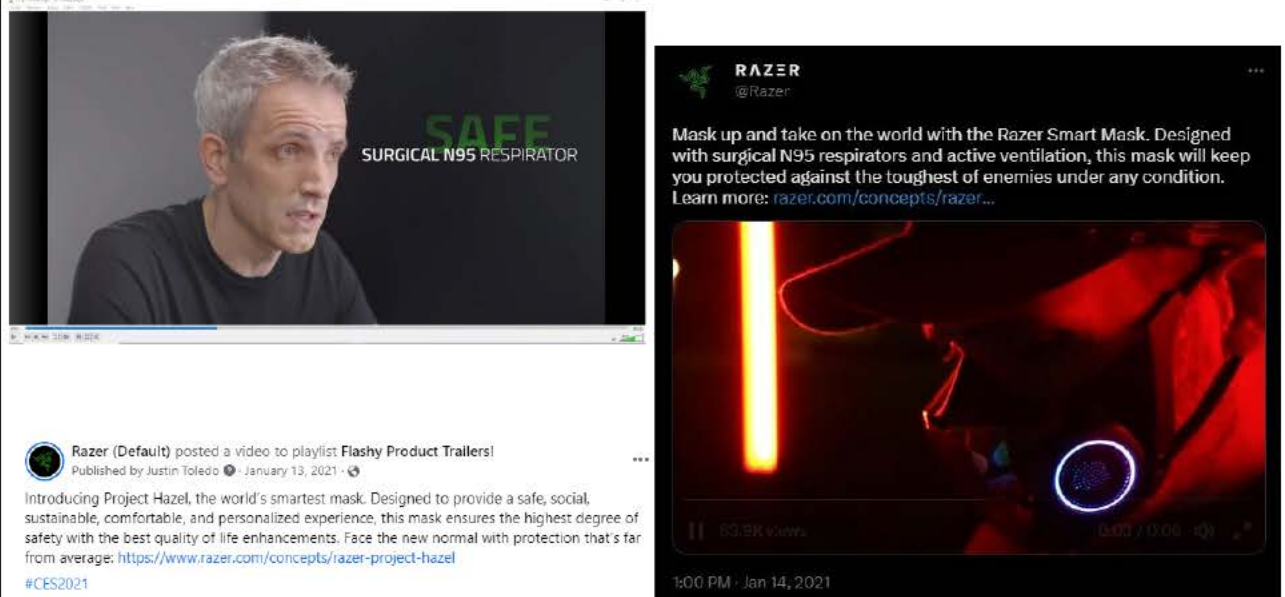 SAFE
SURGICAL N95 RESPIRATOR
Razer (Default) posted a video to playlist Flashy Product Trailers!
Published by Justin Toledo · January 13, 2021 ·
Introducing Project Hazel, the world's smartest mask. Designed to provide a safe, social,
sustainable, comfortable, and personalized experience, this mask ensures the highest degree of
safety with the best quality of life enhancements. Face the new normal with protection that's far
from average: https://www.razer.com/concepts/razer-project-hazel
#CES2021
RAZER
@Razer
Mask up and take on the world with the Razer Smart Mask. Designed
with surgical N95 respirators and active ventilation, this mask will keep
you protected against the toughest of enemies under any condition.
Learn more: razer.com/concepts/razer...
63.9K views
0:03 / 0:06
1:00 PM · Jan 14, 2021